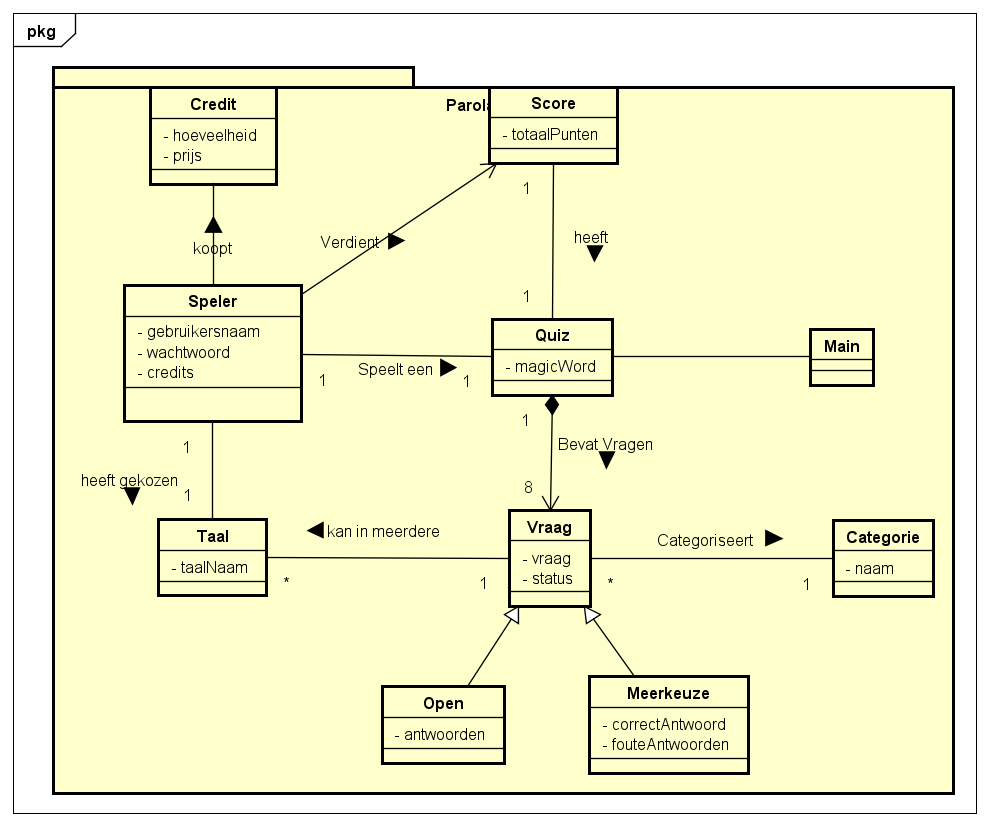 pkg
Credit
- hoeveelheid
- prijs
Score
- totaalPunten
koopt
Verdient
1
heeft
1
Speler
- gebruikersnaam
- wachtwoord
- credits
Quiz
- magicWord
Main
1
Speelt een
1
1
Bevat Vragen
8
1
heeft gekozen
1
Taal
- taalNaam
kan in meerdere
*
1
Vraag
- vraag
- status
Categoriseert
*
1
Categorie
- naam
Open
- antwoorden
Meerkeuze
- correctAntwoord
- fouteAntwoorden